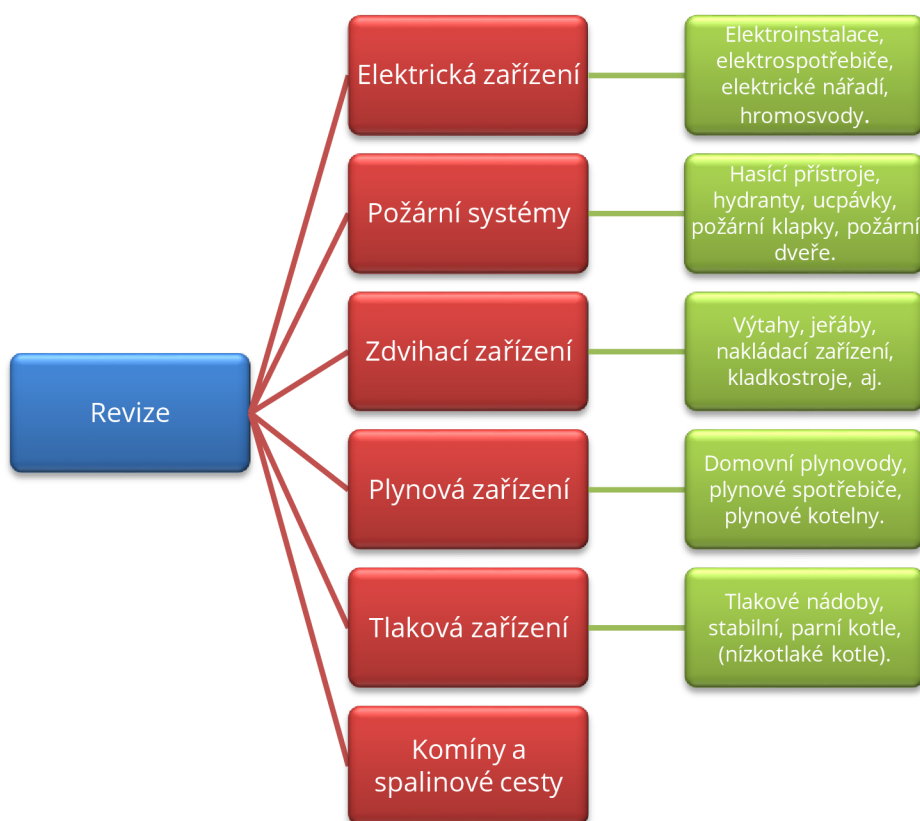 Revize
Elektrická zařízení
Elektroinstalace,
elektrospotřebiče,
elektrické nářadí,
hromosvody.
Požární systémy
Hasící přístroje,
hydranty, ucpávky,
požární klapky, požární
dveře.
Zdvihací zařízení
Výtahy, jeřáby,
nakládací zařízení,
kladkostroje, aj.
Plynová zařízení
Domovní plynovody,
plynové spotřebiče,
plynové kotelny.
Tlaková zařízení
Tlakové nádoby,
stabilní, parní kotle,
(nízkotlaké kotle).
Komíny a
spalinové cesty